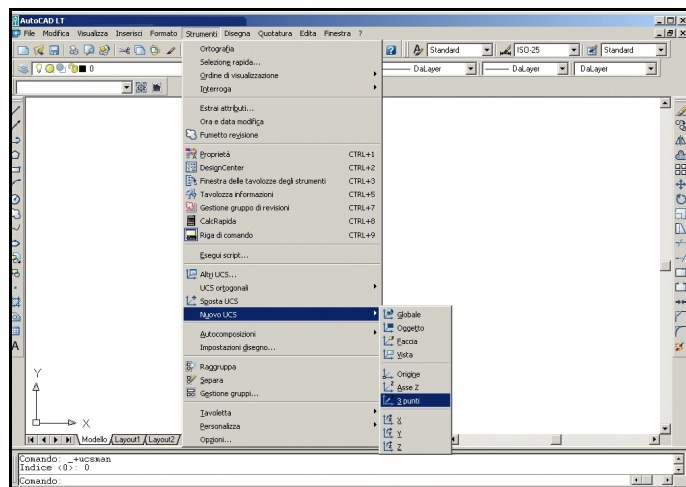 AutoCAD LT
File Modifica Visualizza Inserisci Formato Strumenti Disegna Quotatura Edita Finestra ?
Standard ISO-25 Standard
0 DaLayer DaLayer DaLayer
Ortografia
Selezione rapida...
Ordine di visualizzazione
Interroga
Estrai attributi...
Ora e data modifica
Fumetto revisione
Proprietà CTRL+1
DesignCenter CTRL+2
Finestra delle tavolozze degli strumenti CTRL+3
Tavolozza informazioni CTRL+5
Gestione gruppo di revisioni CTRL+7
CalcRapida CTRL+8
Riga di comando CTRL+9
Esegui script...
Altri UCS...
UCS ortogonali
Sposta UCS
Nuovo UCS
Autocomposizioni
Impostazioni disegno...
Raggruppa
Separa
Gestione gruppi...
Tavoletta
Personalizza
Opzioni...
Globale
Oggetto
Faccia
Vista
Origine
Asse Z
3 punti
X
Y
Z
Y
X
A
Modello Layout1 Layout2
Comando: _+ucsman
Indice <0>: 0
Comando: